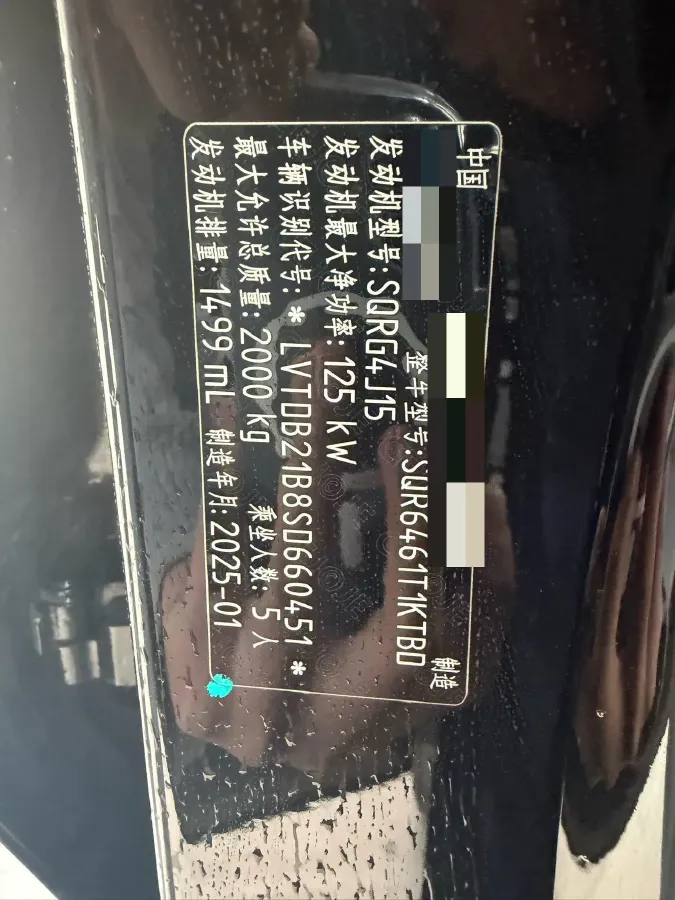 中国 制造
整车型号:SQR6461T1KTBD
发动机型号:SQRG4J15
发动机最大净功率:125 kW
车辆识别代号:* LVTDB21B8SD660451 *
最大允许总质量:2000 kg 乘坐人数: 5 人
发动机排量:1499 mL 制造年月:2025-01